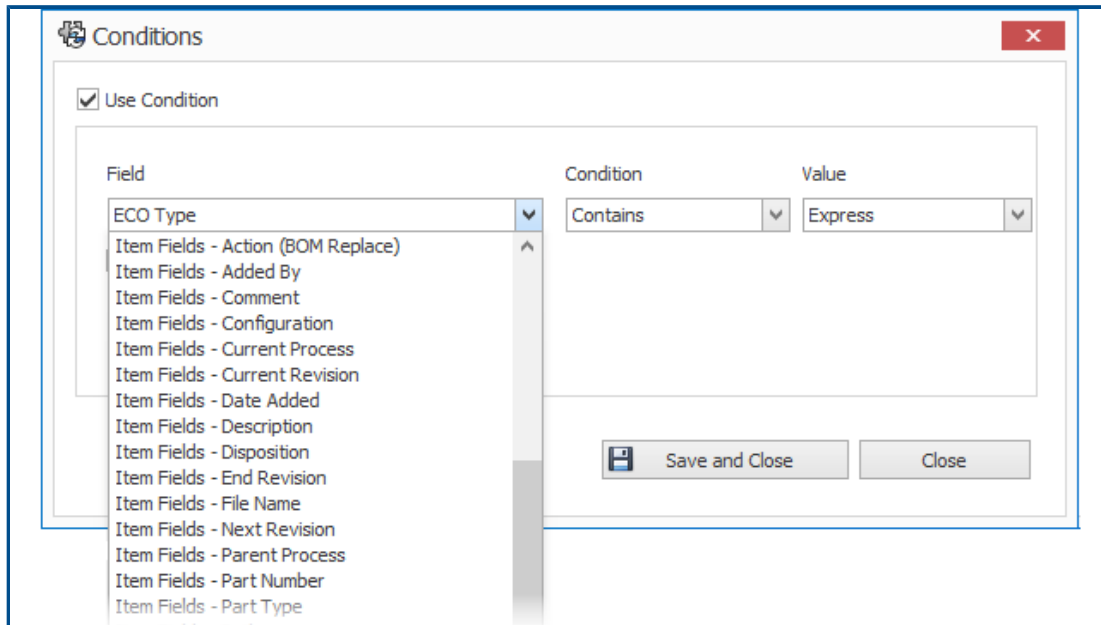 Conditions
Use Condition
Field Condition Value
ECO Type Contains Express
Item Fields - Action (BOM Replace)
Item Fields - Added By
Item Fields - Comment
Item Fields - Configuration
Item Fields - Current Process
Item Fields - Current Revision
Item Fields - Date Added
Item Fields - Description
Item Fields - Disposition
Item Fields - End Revision
Item Fields - File Name
Item Fields - Next Revision
Item Fields - Parent Process
Item Fields - Part Number
Item Fields - Part Type
Save and Close Close